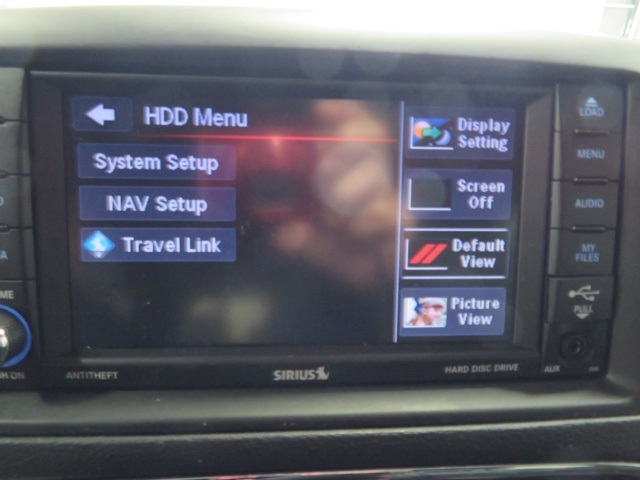 HDD Menu
System Setup
NAV Setup
Travel Link
Display
Setting
Screen
Off
Default
View
Picture
View
LOAD
MENU
AUDIO
MY
FILES
PULL
AUX
ANTITHEFT
SIRIUS
HARD DISC DRIVE